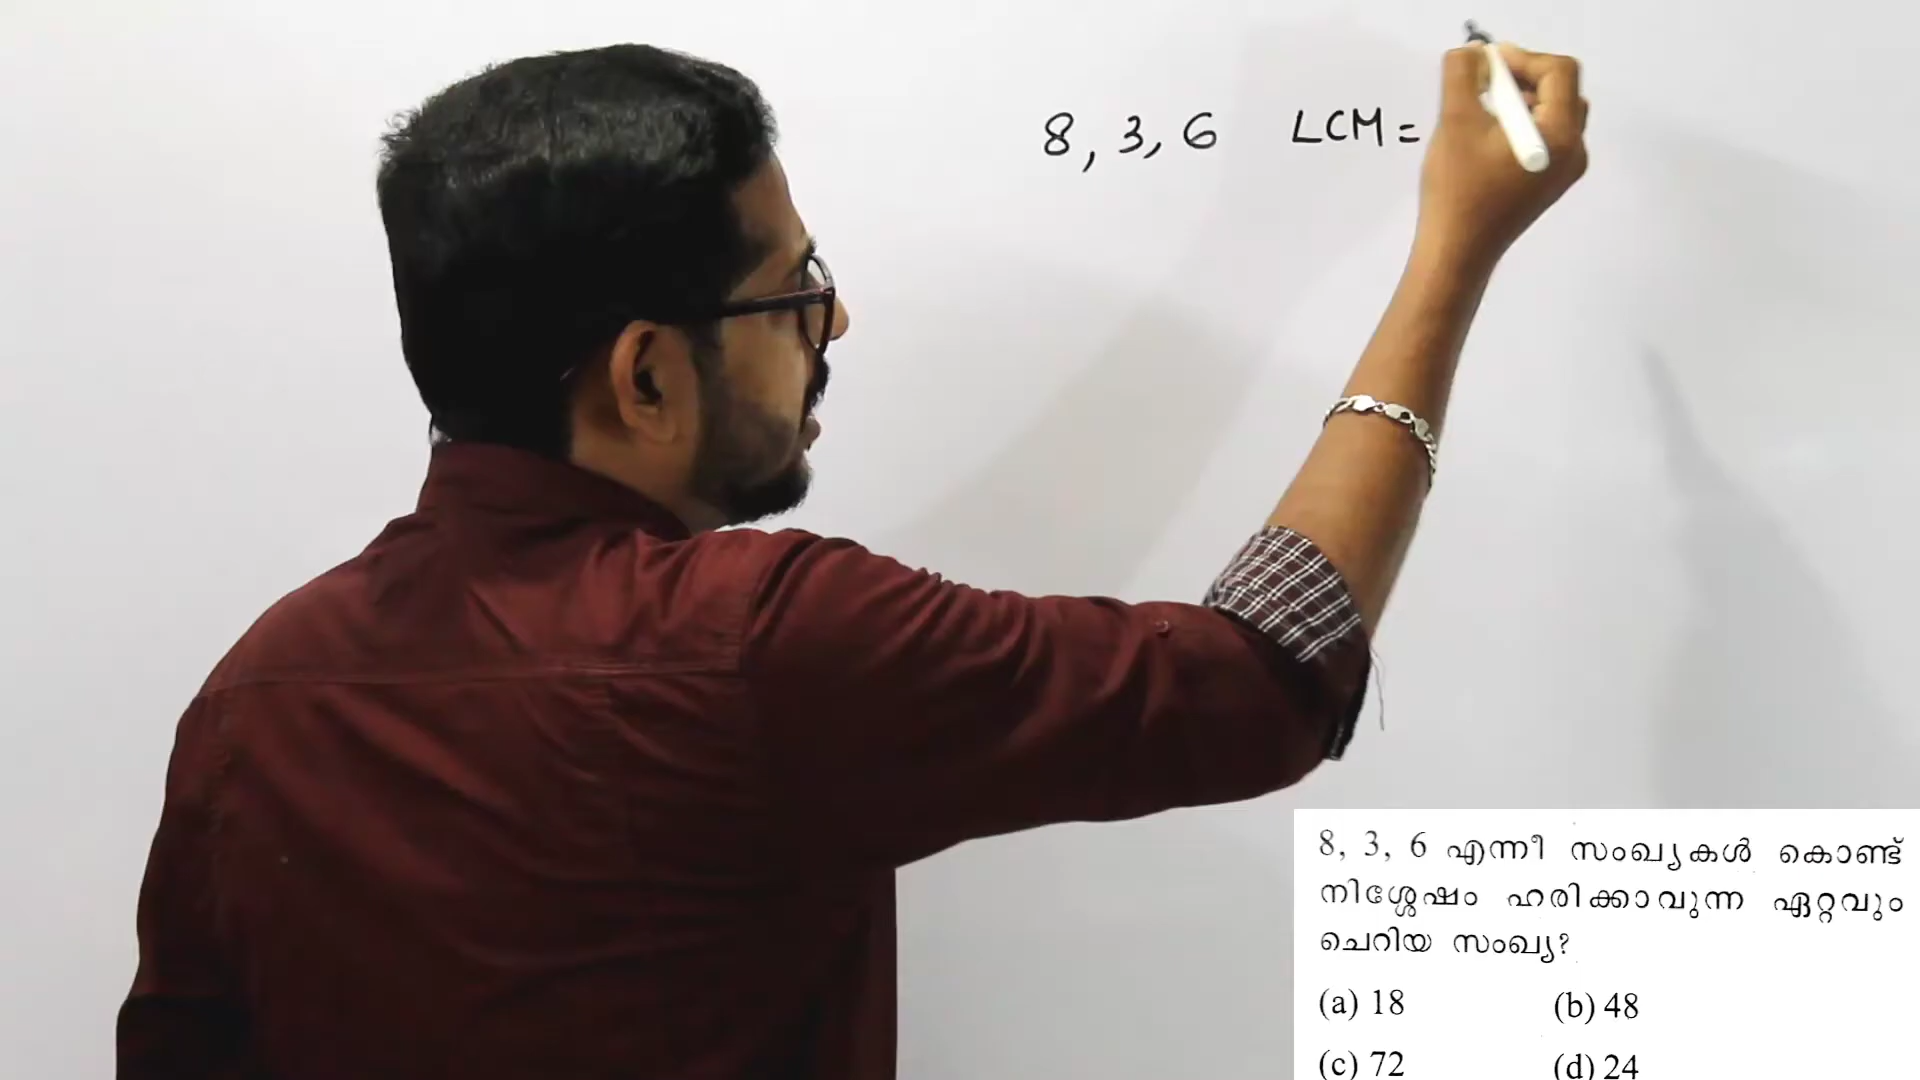 8, 3, 6 LCM =
8, 3, 6 എന്നീ സംഖ്യകൾ കൊണ്ട്
നിശ്ശേഷം ഹരിക്കാവുന്ന ഏറ്റവും
ചെറിയ സംഖ്യ?
(a) 18 (b) 48
(c) 72 (d) 24